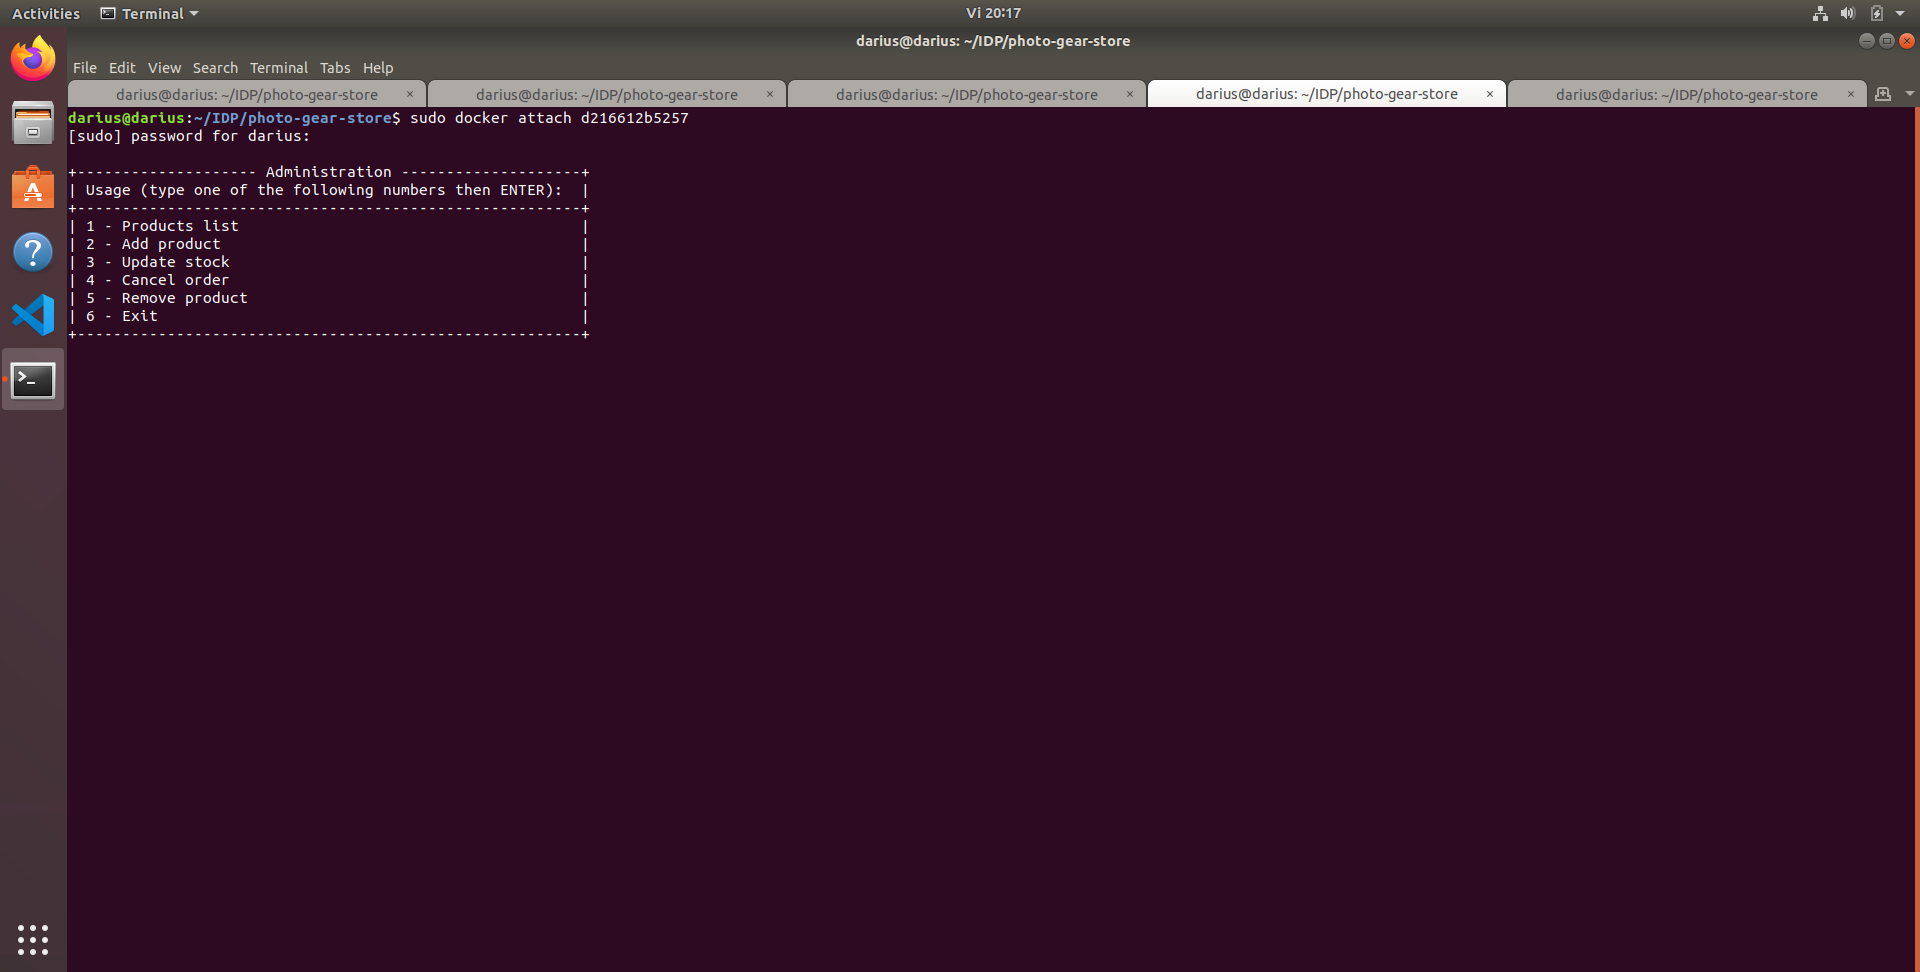 Activities Terminal Vi 20:17
darius@darius: ~/IDP/photo-gear-store
File Edit View Search Terminal Tabs Help
darius@darius: ~/IDP/photo-gear-store × darius@darius: ~/IDP/photo-gear-store × darius@darius: ~/IDP/photo-gear-store × darius@darius: ~/IDP/photo-gear-store × darius@darius: ~/IDP/photo-gear-store ×
darius@darius:~/IDP/photo-gear-store$ sudo docker attach d216612b5257
[sudo] password for darius:
+-------------------- Administration --------------------+
| Usage (type one of the following numbers then ENTER):  |
+--------------------------------------------------------+
| 1 - Products list                                      |
| 2 - Add product                                        |
| 3 - Update stock                                       |
| 4 - Cancel order                                       |
| 5 - Remove product                                     |
| 6 - Exit                                               |
+--------------------------------------------------------+